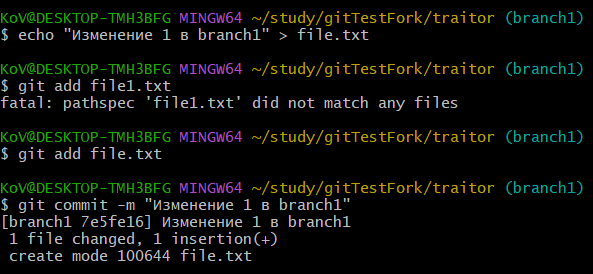 KoV@DESKTOP-TMH3BFG MINGW64 ~/study/gitTestFork/traitor (branch1)
$ echo "Изменение 1 в branch1" > file.txt
KoV@DESKTOP-TMH3BFG MINGW64 ~/study/gitTestFork/traitor (branch1)
$ git add file1.txt
fatal: pathspec 'file1.txt' did not match any files
KoV@DESKTOP-TMH3BFG MINGW64 ~/study/gitTestFork/traitor (branch1)
$ git add file.txt
KoV@DESKTOP-TMH3BFG MINGW64 ~/study/gitTestFork/traitor (branch1)
$ git commit -m "Изменение 1 в branch1"
[branch1 7e5fe16] Изменение 1 в branch1
 1 file changed, 1 insertion(+)
 create mode 100644 file.txt